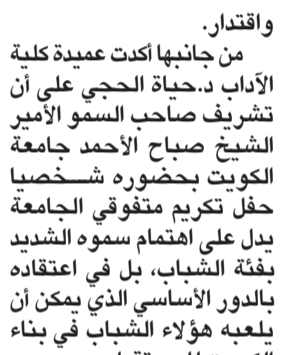 واقتدار.
من جانبها أكدت عميدة كلية
الآداب د.حياة الحجي على أن
تشريف صاحب السمو الأمير
الشيخ صباح الأحمد جامعة
الكويت بحضوره شـــخصيا
حفل تكريم متفوقي الجامعة
يدل على اهتمام سموه الشديد
بفئة الشباب، بل في اعتقاده
بالدور الأساسي الذي يمكن أن
يلعبه هؤلاء الشباب في بناء